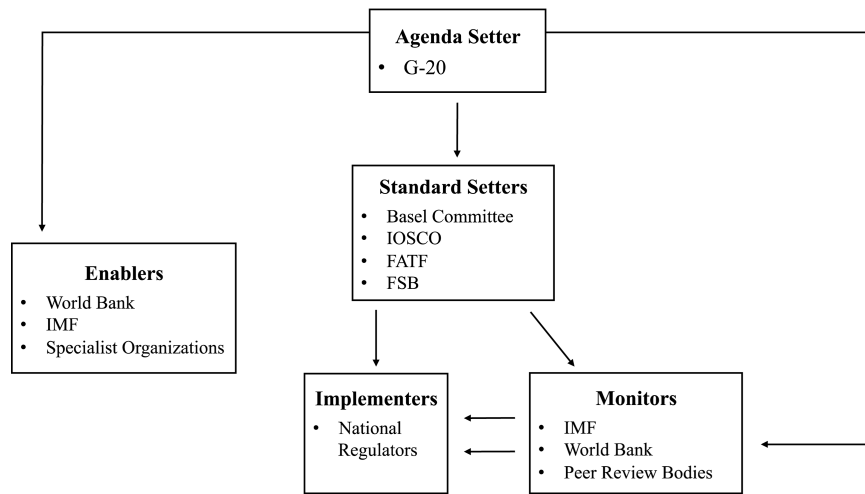 Agenda Setter
• G-20
Standard Setters
• Basel Committee
• IOSCO
• FATF
• FSB
Enablers
• World Bank
• IMF
• Specialist Organizations
Implementers
• National
Regulators
Monitors
• IMF
• World Bank
• Peer Review Bodies